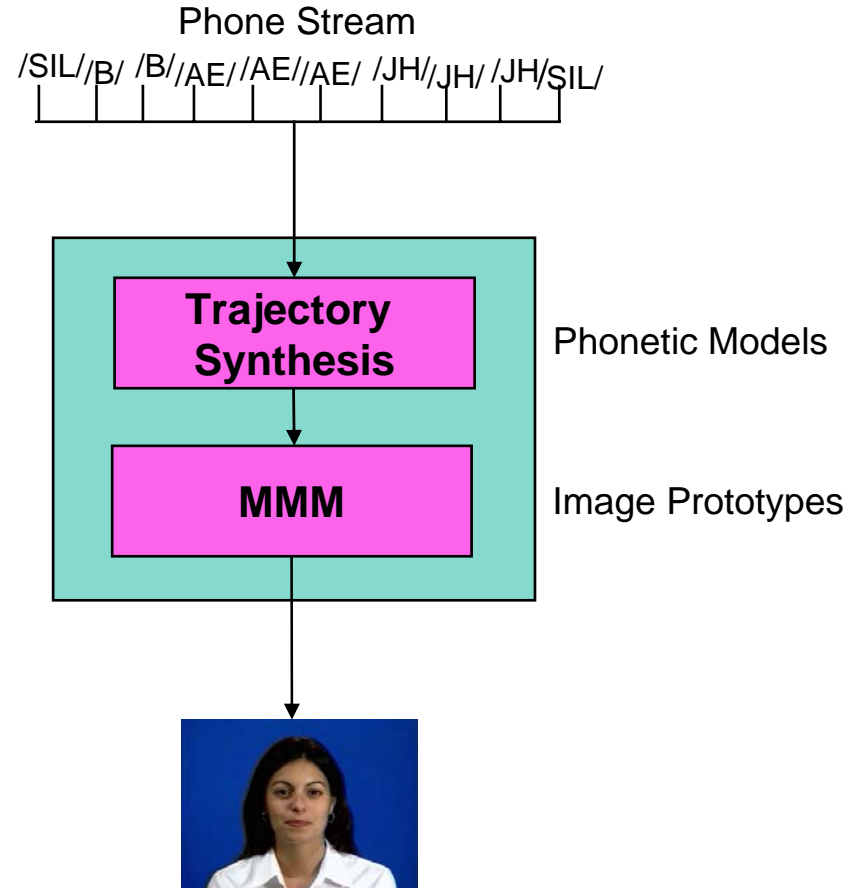 Phone Stream
/SIL//B/ /B//AE//AE//AE/ /JH//JH/ /JH/SIL/
Trajectory
Synthesis
Phonetic Models
MMM
Image Prototypes